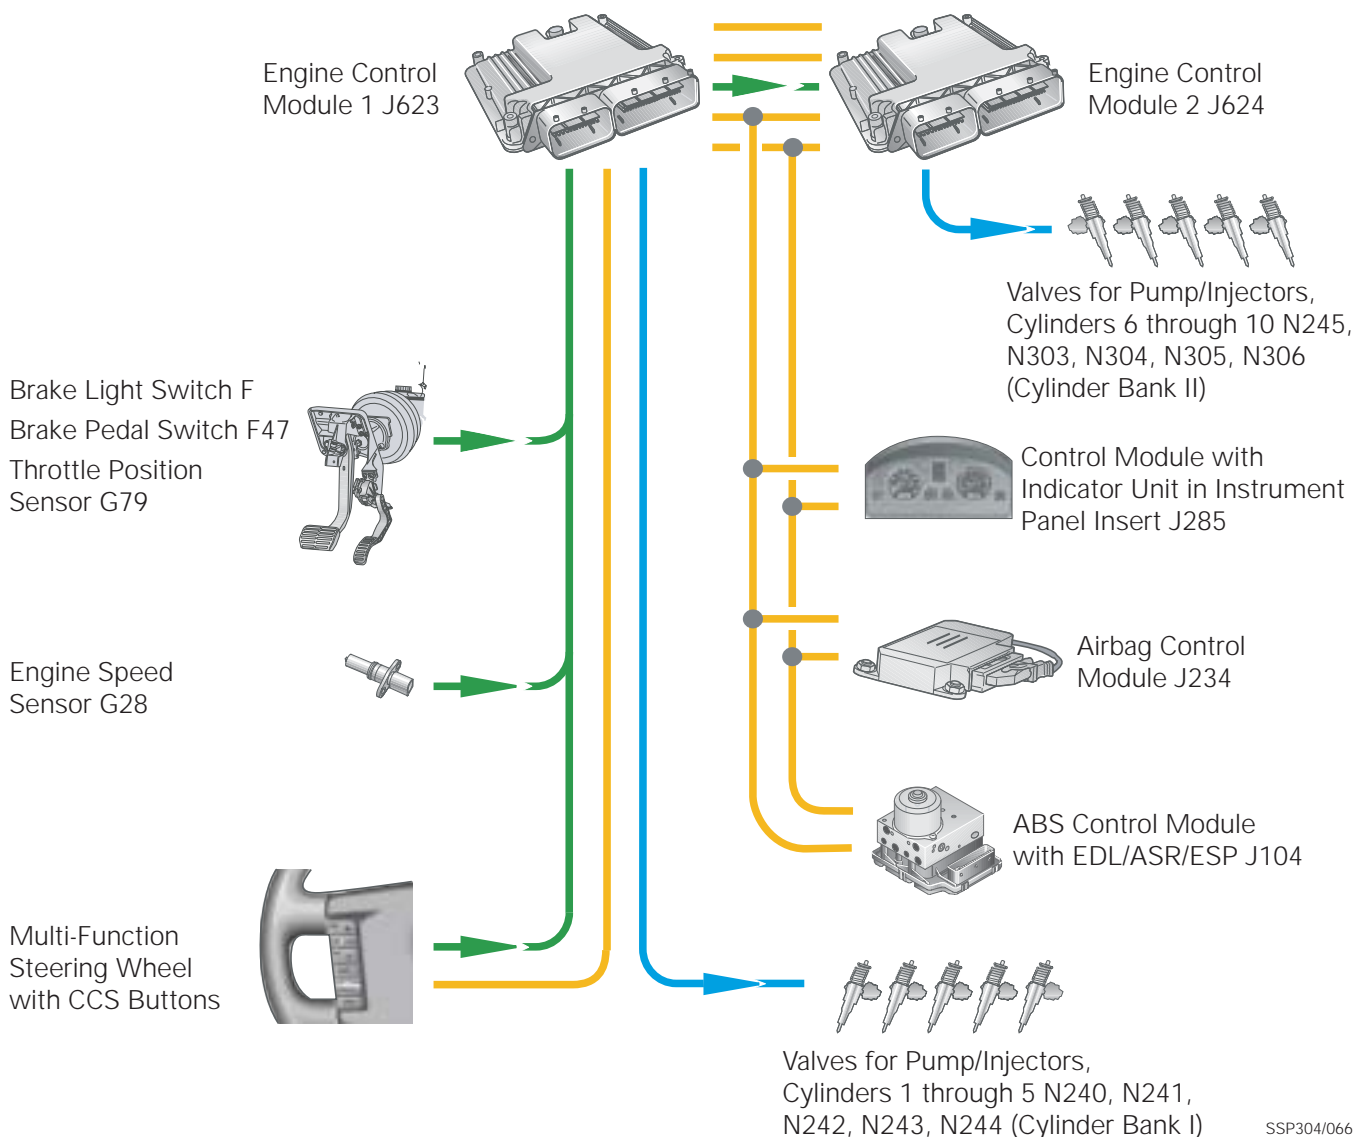 Engine Control
Module 1 J623
Engine Control
Module 2 J624
Valves for Pump/Injectors,
Cylinders 6 through 10 N245,
N303, N304, N305, N306
(Cylinder Bank II)
Brake Light Switch F
Brake Pedal Switch F47
Throttle Position
Sensor G79
Control Module with
Indicator Unit in Instrument
Panel Insert J285
Engine Speed
Sensor G28
Airbag Control
Module J234
ABS Control Module
with EDL/ASR/ESP J104
Multi-Function
Steering Wheel
with CCS Buttons
Valves for Pump/Injectors,
Cylinders 1 through 5 N240, N241,
N242, N243, N244 (Cylinder Bank I)
SSP304/066